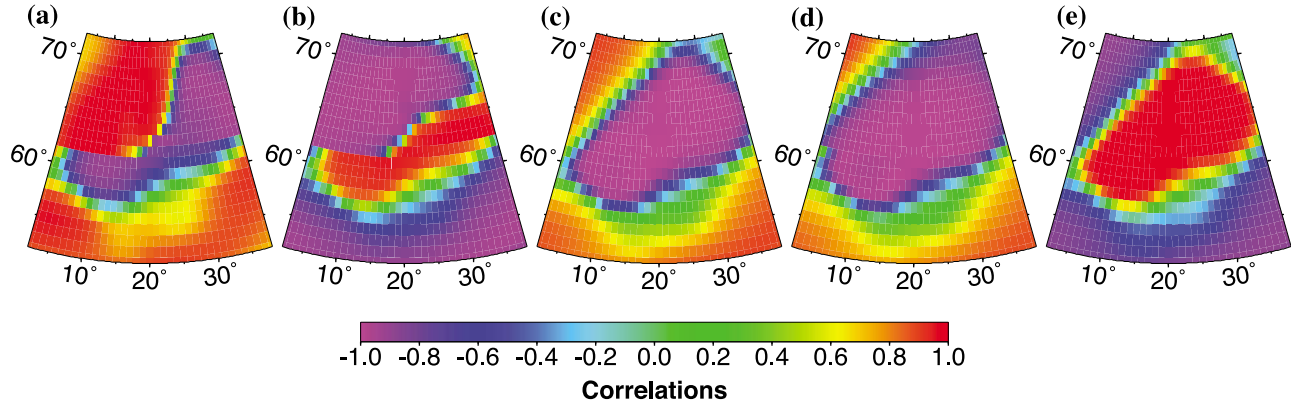 (a) (b) (c) (d) (e)
70° 70° 70° 70° 70°
60° 60° 60° 60° 60°
10° 20° 30° 10° 20° 30° 10° 20° 30° 10° 20° 30° 10° 20° 30°
-1.0 -0.8 -0.6 -0.4 -0.2 0.0 0.2 0.4 0.6 0.8 1.0
Correlations